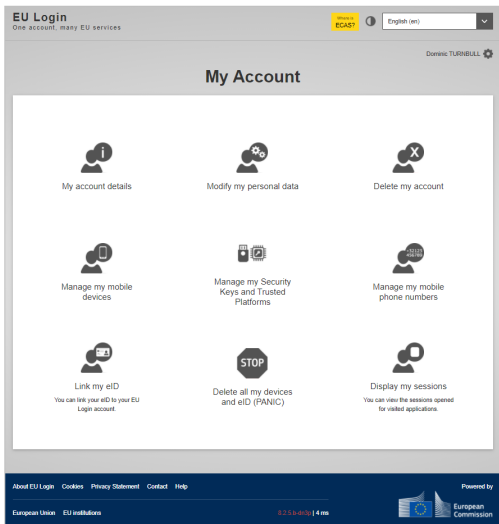 EU Login
One account, many EU services
Where is
ECAS?
English (en)
Dominic TURNBULL
My Account
i
X
My account details
Modify my personal data
Delete my account
+32123
456789
Manage my mobile
devices
Manage my Security
Keys and Trusted
Platforms
Manage my mobile
phone numbers
STOP
Link my eID
You can link your eID to your EU
Login account.
Delete all my devices
and eID (PANIC)
Display my sessions
You can view the sessions opened
for visited applications.
About EU Login Cookies Privacy Statement Contact Help
Powered by
European Union EU institutions
| 4 ms
European
Commission